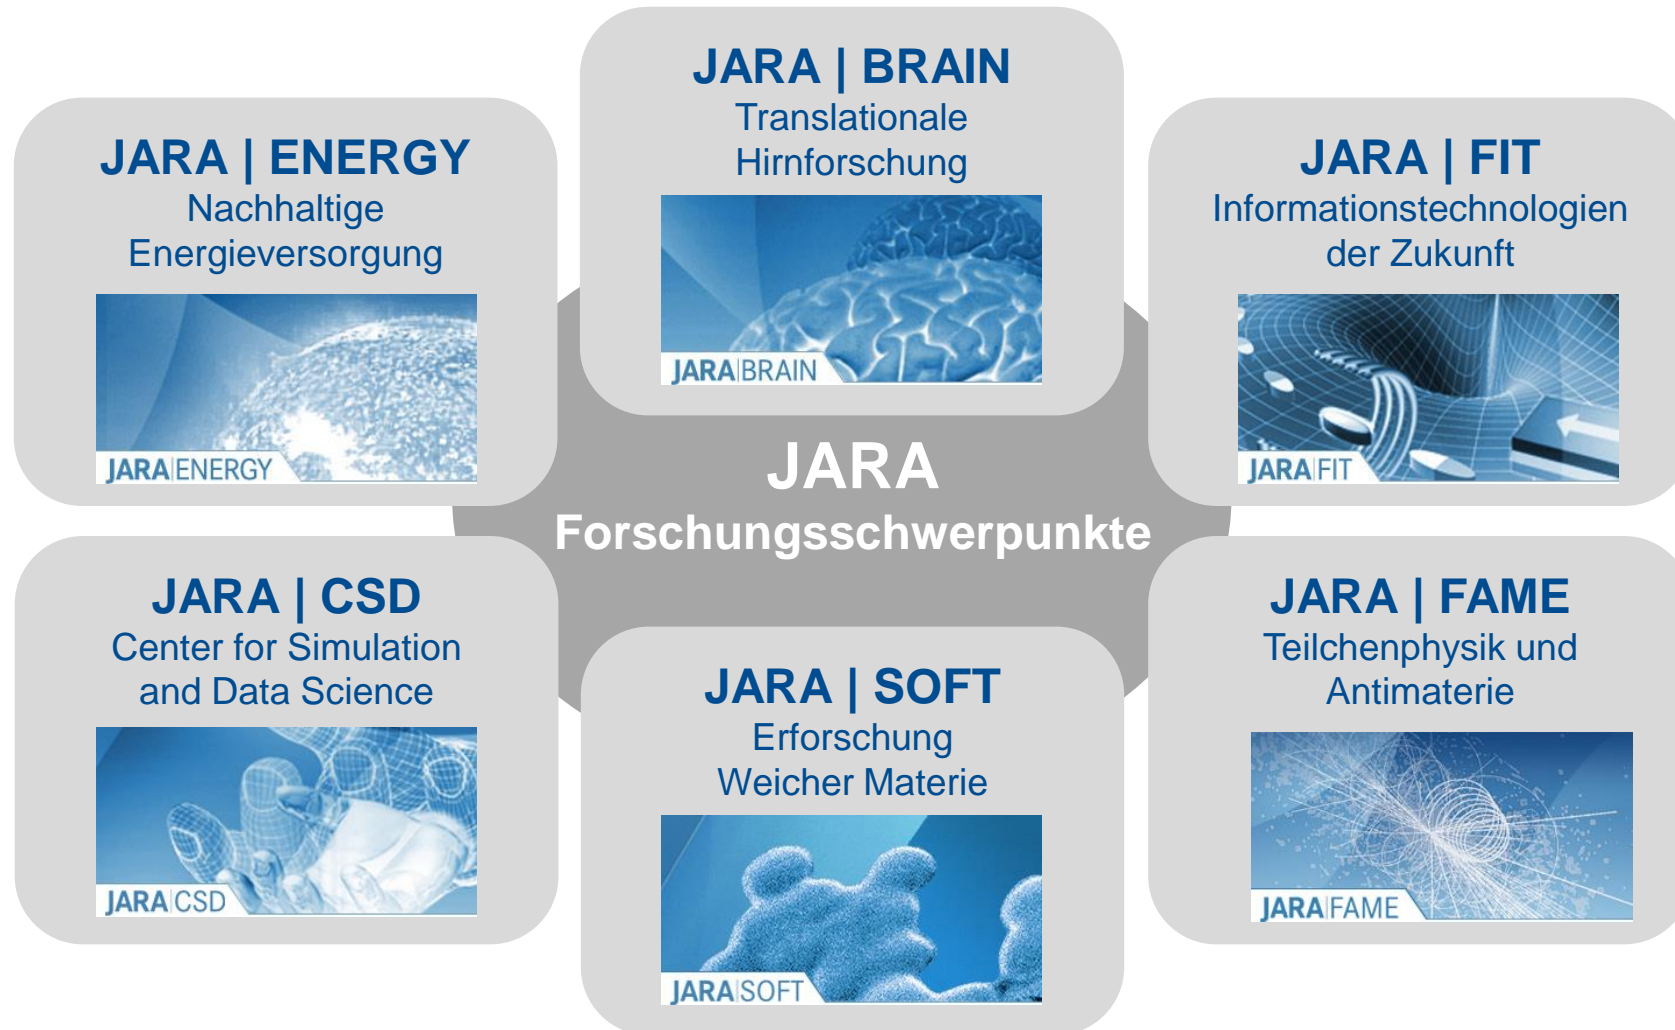 JARA | BRAIN
Translationale
Hirnforschung
JARA|BRAIN
JARA | ENERGY
Nachhaltige
Energieversorgung
JARA|ENERGY
JARA | FIT
Informationstechnologien
der Zukunft
JARA|FIT
JARA
Forschungsschwerpunkte
JARA | CSD
Center for Simulation
and Data Science
JARA|CSD
JARA | SOFT
Erforschung
Weicher Materie
JARA|SOFT
JARA | FAME
Teilchenphysik und
Antimaterie
JARA|FAME